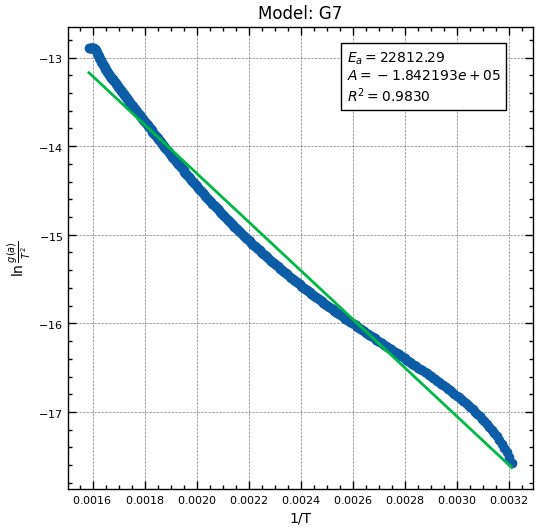 Model: G7
E_a = 22812.29
A = −1.842193e + 05
R^2 = 0.9830
−13
−14
−15
−16
−17
ln g(a)/T^2
0.0016 0.0018 0.0020 0.0022 0.0024 0.0026 0.0028 0.0030 0.0032
1/T